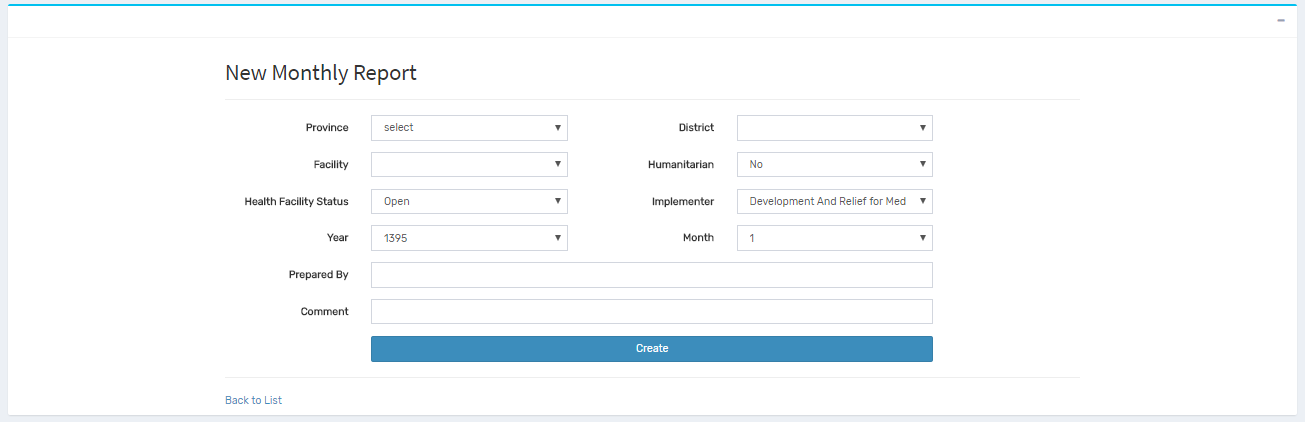 New Monthly Report
Province select District
Facility Humanitarian No
Health Facility Status Open Implementer Development And Relief for Med
Year 1395 Month 1
Prepared By
Comment
Create
Back to List